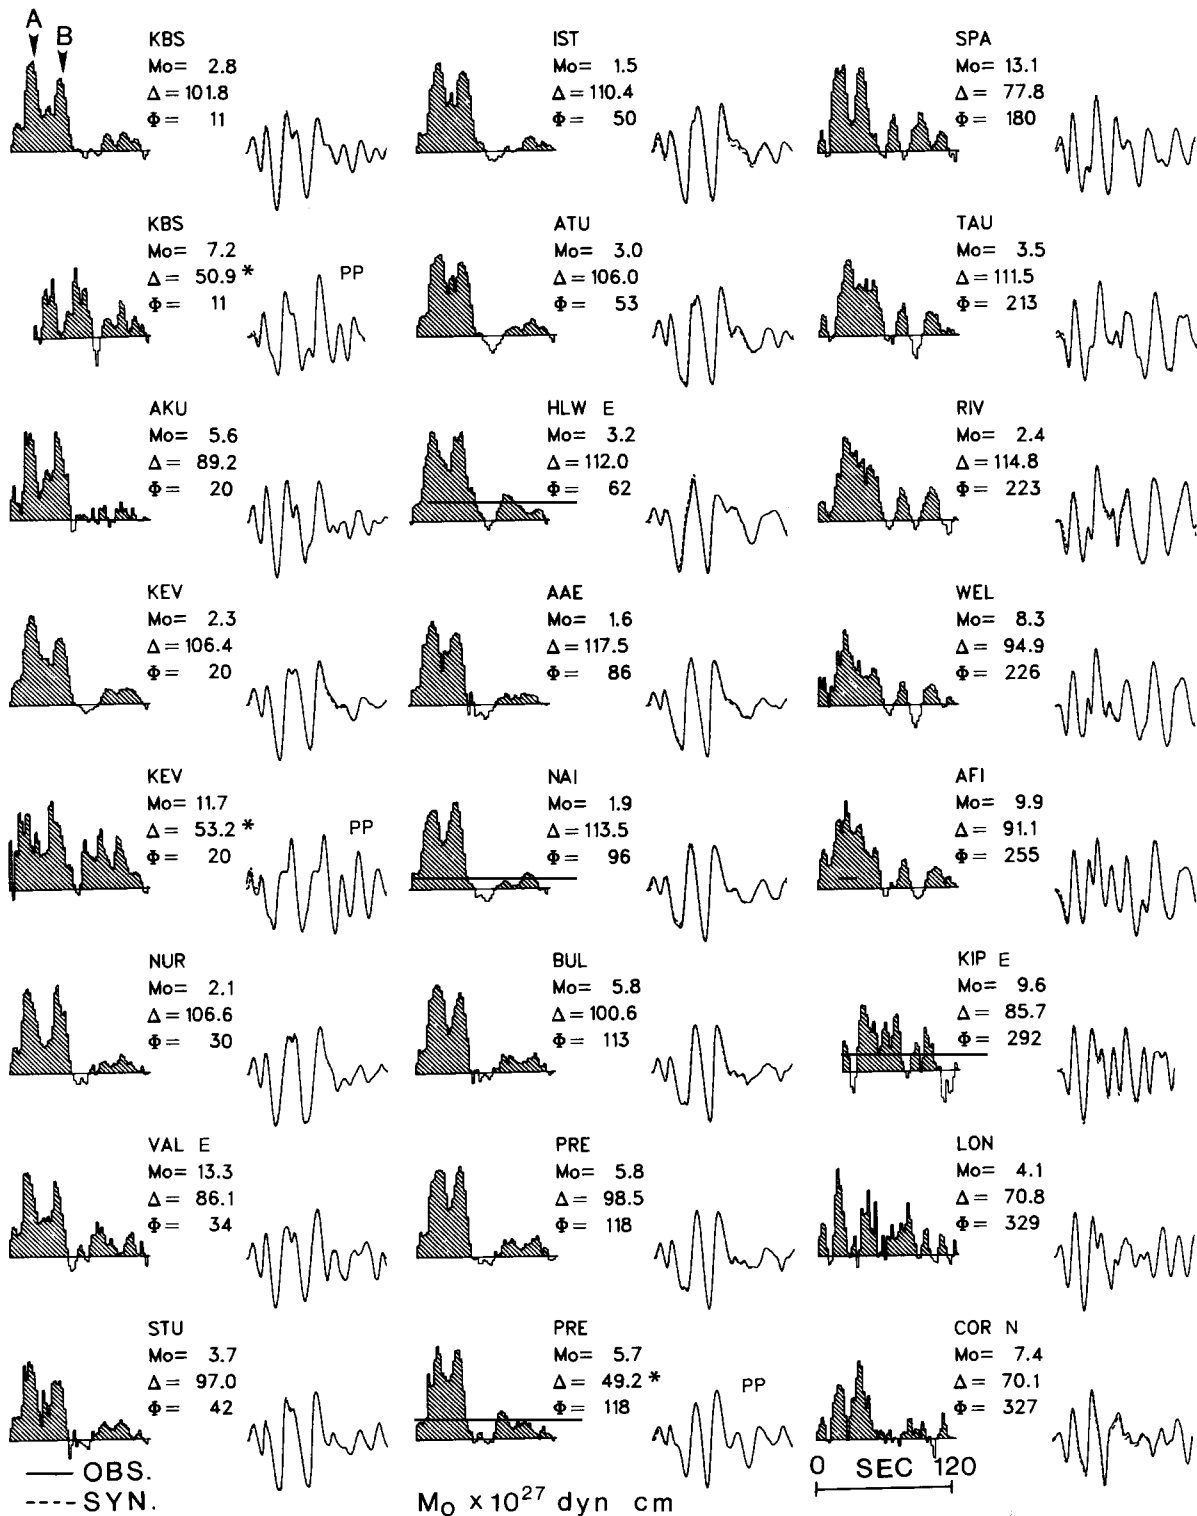 A
B
KBS
Mo= 2.8
Δ= 101.8
Φ= 11
KBS
Mo= 7.2
Δ= 50.9 *
Φ= 11
PP
AKU
Mo= 5.6
Δ= 89.2
Φ= 20
KEV
Mo= 2.3
Δ= 106.4
Φ= 20
KEV
Mo= 11.7
Δ= 53.2 *
Φ= 20
PP
NUR
Mo= 2.1
Δ= 106.6
Φ= 30
VAL E
Mo= 13.3
Δ= 86.1
Φ= 34
STU
Mo= 3.7
Δ= 97.0
Φ= 42
OBS.
SYN.
IST
Mo= 1.5
Δ= 110.4
Φ= 50
ATU
Mo= 3.0
Δ= 106.0
Φ= 53
HLW E
Mo= 3.2
Δ= 112.0
Φ= 62
AAE
Mo= 1.6
Δ= 117.5
Φ= 86
NAI
Mo= 1.9
Δ= 113.5
Φ= 96
BUL
Mo= 5.8
Δ= 100.6
Φ= 113
PRE
Mo= 5.8
Δ= 98.5
Φ= 118
PRE
Mo= 5.7
Δ= 49.2 *
Φ= 118
PP
Mo x10^27 dyn cm
SPA
Mo= 13.1
Δ= 77.8
Φ= 180
TAU
Mo= 3.5
Δ= 111.5
Φ= 213
RIV
Mo= 2.4
Δ= 114.8
Φ= 223
WEL
Mo= 8.3
Δ= 94.9
Φ= 226
AFI
Mo= 9.9
Δ= 91.1
Φ= 255
KIP E
Mo= 9.6
Δ= 85.7
Φ= 292
LON
Mo= 4.1
Δ= 70.8
Φ= 329
COR N
Mo= 7.4
Δ= 70.1
Φ= 327
0 SEC 120